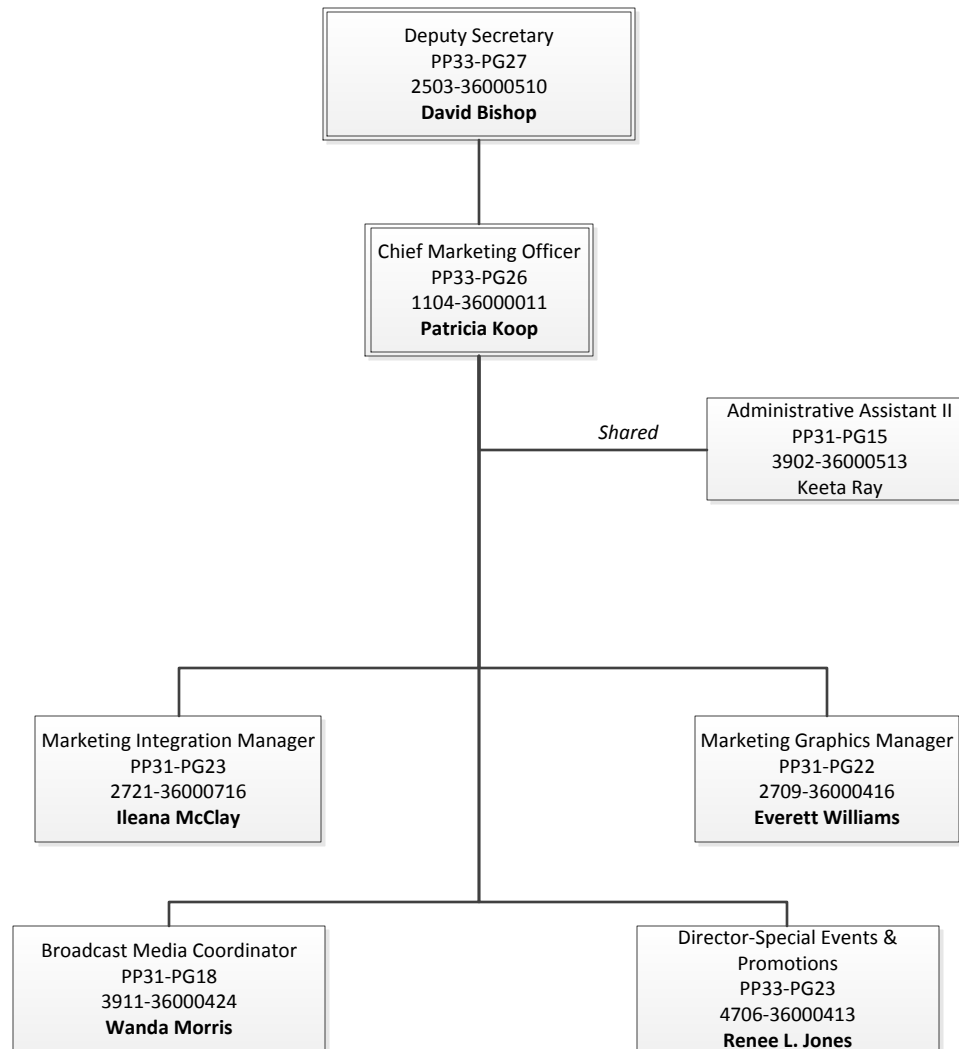 Deputy Secretary
PP33-PG27
2503-36000510
David Bishop
Chief Marketing Officer
PP33-PG26
1104-36000011
Patricia Koop
Shared
Administrative Assistant II
PP31-PG15
3902-36000513
Keeta Ray
Marketing Integration Manager
PP31-PG23
2721-36000716
Ileana McClay
Marketing Graphics Manager
PP31-PG22
2709-36000416
Everett Williams
Broadcast Media Coordinator
PP31-PG18
3911-36000424
Wanda Morris
Director-Special Events &
Promotions
PP33-PG23
4706-36000413
Renee L. Jones